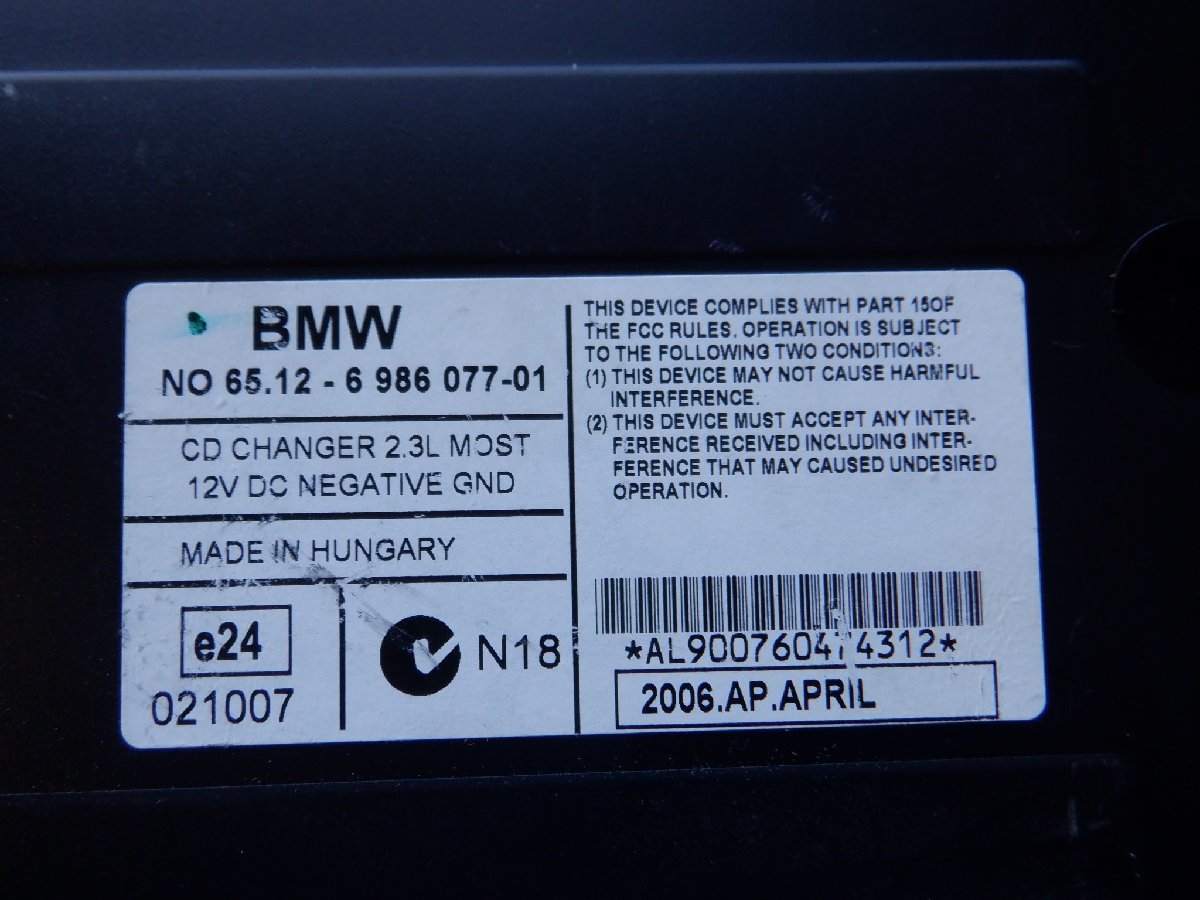 BMW
NO 65.12 - 6 986 077-01
CD CHANGER 2.3L MOST
12V DC NEGATIVE GND
MADE IN HUNGARY
e24
021007
N18
THIS DEVICE COMPLIES WITH PART 15OF
THE FCC RULES. OPERATION IS SUBJECT
TO THE FOLLOWING TWO CONDITIONS:
(1) THIS DEVICE MAY NOT CAUSE HARMFUL
INTERFERENCE.
(2) THIS DEVICE MUST ACCEPT ANY INTER-
FERENCE RECEIVED INCLUDING INTER-
FERENCE THAT MAY CAUSED UNDESIRED
OPERATION.
*AL900760474312*
2006.AP.APRIL